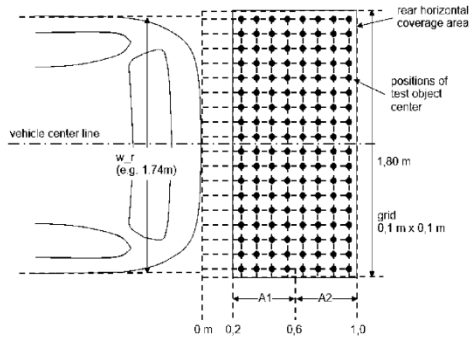 rear horizontal
coverage area
positions of
test object
center
vehicle center line
w_r
(e.g. 1.74m)
1,80 m
grid
0,1 m x 0,1 m
A1
A2
0 m
0,2
0,6
1,0